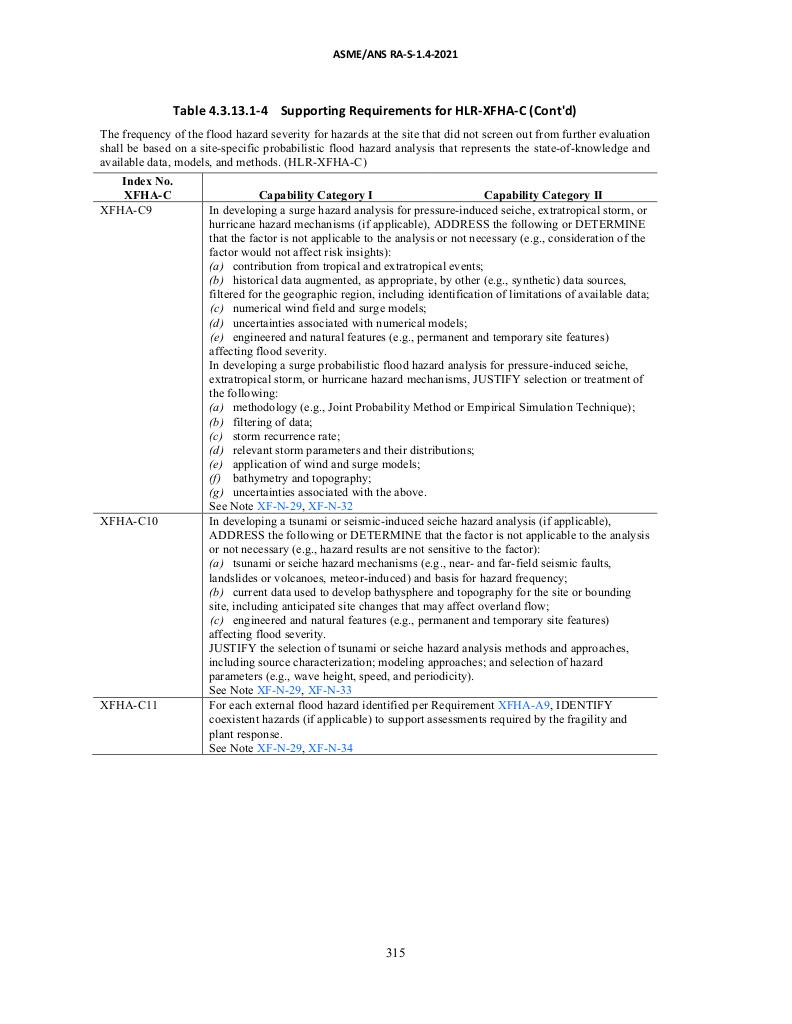 ASME/ANS RA-S-1.4-2021
Table 4.3.13.1-4 Supporting Requirements for HLR-XFHA-C (Cont'd)
The frequency of the flood hazard severity for hazards at the site that did not screen out from further evaluation
shall be based on a site-specific probabilistic flood hazard analysis that represents the state-of-knowledge and
available data, models, and methods. (HLR-XFHA-C)
Index No.
XFHA-C Capability Category I Capability Category II
XFHA-C9 In developing a surge hazard analysis for pressure-induced seiche, extratropical storm, or
hurricane hazard mechanisms (if applicable), ADDRESS the following or DETERMINE
that the factor is not applicable to the analysis or not necessary (e.g., consideration of the
factor would not affect risk insights):
(a) contribution from tropical and extratropical events;
(b) historical data augmented, as appropriate, by other (e.g., synthetic) data sources,
filtered for the geographic region, including identification of limitations of available data;
(c) numerical wind field and surge models;
(d) uncertainties associated with numerical models;
(e) engineered and natural features (e.g., permanent and temporary site features)
affecting flood severity.
In developing a surge probabilistic flood hazard analysis for pressure-induced seiche,
extratropical storm, or hurricane hazard mechanisms, JUSTIFY selection or treatment of
the following:
(a) methodology (e.g., Joint Probability Method or Empirical Simulation Technique);
(b) filtering of data;
(c) storm recurrence rate;
(d) relevant storm parameters and their distributions;
(e) application of wind and surge models;
(f) bathymetry and topography;
(g) uncertainties associated with the above.
See Note XF-N-29, XF-N-32
XFHA-C10 In developing a tsunami or seismic-induced seiche hazard analysis (if applicable),
ADDRESS the following or DETERMINE that the factor is not applicable to the analysis
or not necessary (e.g., hazard results are not sensitive to the factor):
(a) tsunami or seiche hazard mechanisms (e.g., near- and far-field seismic faults,
landslides or volcanoes, meteor-induced) and basis for hazard frequency;
(b) current data used to develop bathysphere and topography for the site or bounding
site, including anticipated site changes that may affect overland flow;
(c) engineered and natural features (e.g., permanent and temporary site features)
affecting flood severity.
JUSTIFY the selection of tsunami or seiche hazard analysis methods and approaches,
including source characterization; modeling approaches; and selection of hazard
parameters (e.g., wave height, speed, and periodicity).
See Note XF-N-29, XF-N-33
XFHA-C11 For each external flood hazard identified per Requirement XFHA-A9, IDENTIFY
coexistent hazards (if applicable) to support assessments required by the fragility and
plant response.
See Note XF-N-29, XF-N-34
315